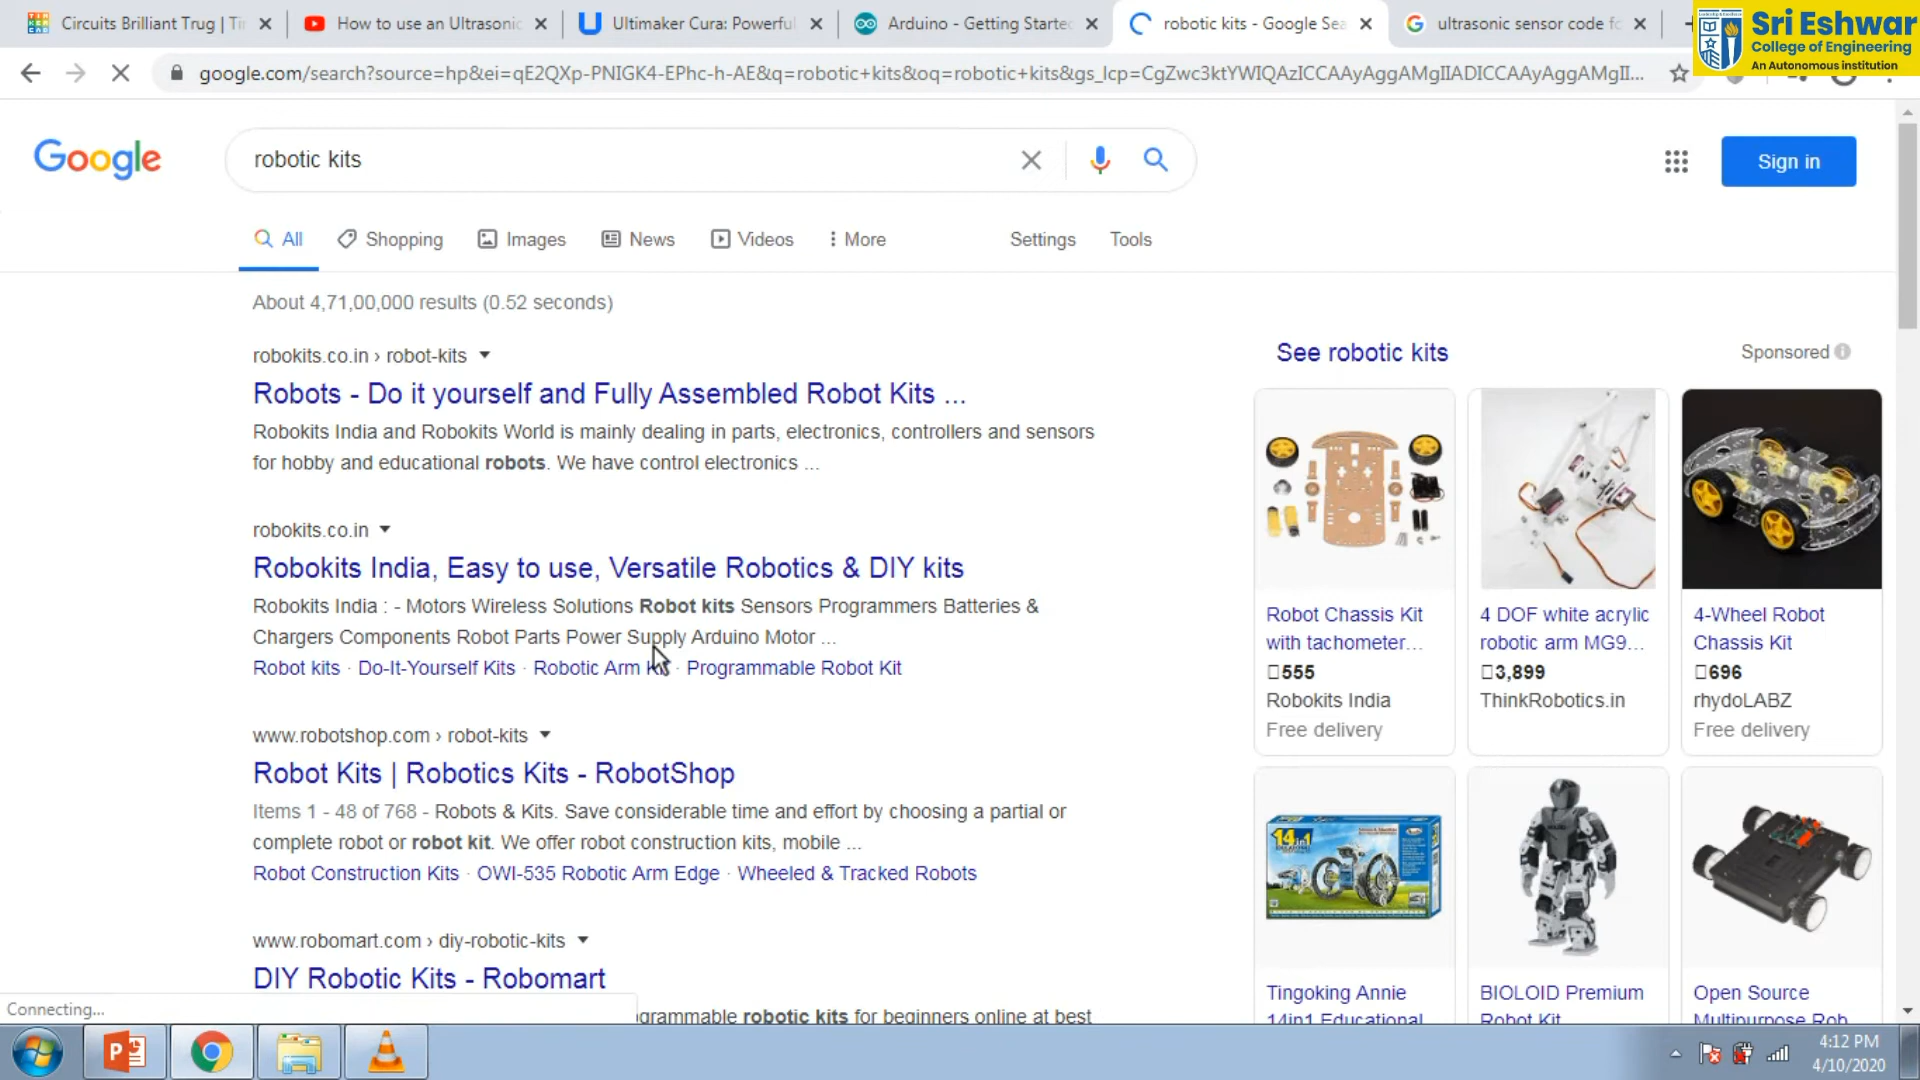 Circuits Brilliant Trug | Tin
How to use an Ultrasonic
Ultimaker Cura: Powerful
Arduino - Getting Starte
robotic kits - Google Sea
ultrasonic sensor code fo
Sri Eshwar
College of Engineering
An Autonomous institution
google.com/search?source=hp&ei=qE2QXp-PNIGK4-EPhc-h-AE&q=robotic+kits&oq=robotic+kits&gs_lcp=CgZwc3ktYWIQAzICCAAyAggAMgIIADICCAAyAggAMgII...
Google
robotic kits
Sign in
All
Shopping
Images
News
Videos
More
Settings
Tools
About 4,71,00,000 results (0.52 seconds)
robokits.co.in › robot-kits
Robots - Do it yourself and Fully Assembled Robot Kits ...
Robokits India and Robokits World is mainly dealing in parts, electronics, controllers and sensors
for hobby and educational robots. We have control electronics ...
robokits.co.in
Robokits India, Easy to use, Versatile Robotics & DIY kits
Robokits India : - Motors Wireless Solutions Robot kits Sensors Programmers Batteries &
Chargers Components Robot Parts Power Supply Arduino Motor ...
Robot kits · Do-It-Yourself Kits · Robotic Arm Kit · Programmable Robot Kit
www.robotshop.com › robot-kits
Robot Kits | Robotics Kits - RobotShop
Items 1 - 48 of 768 - Robots & Kits. Save considerable time and effort by choosing a partial or
complete robot or robot kit. We offer robot construction kits, mobile ...
Robot Construction Kits · OWI-535 Robotic Arm Edge · Wheeled & Tracked Robots
www.robomart.com › diy-robotic-kits
DIY Robotic Kits - Robomart
grammable robotic kits for beginners online at best
See robotic kits
Sponsored
Robot Chassis Kit
with tachometer...
555
Robokits India
Free delivery
4 DOF white acrylic
robotic arm MG9...
3,899
ThinkRobotics.in
4-Wheel Robot
Chassis Kit
696
rhydoLABZ
Free delivery
14in1
Tingoking Annie
14in1 Educational
BIOLOID Premium
Robot Kit
Open Source
Multipurpose Rob
Connecting...
4:12 PM
4/10/2020